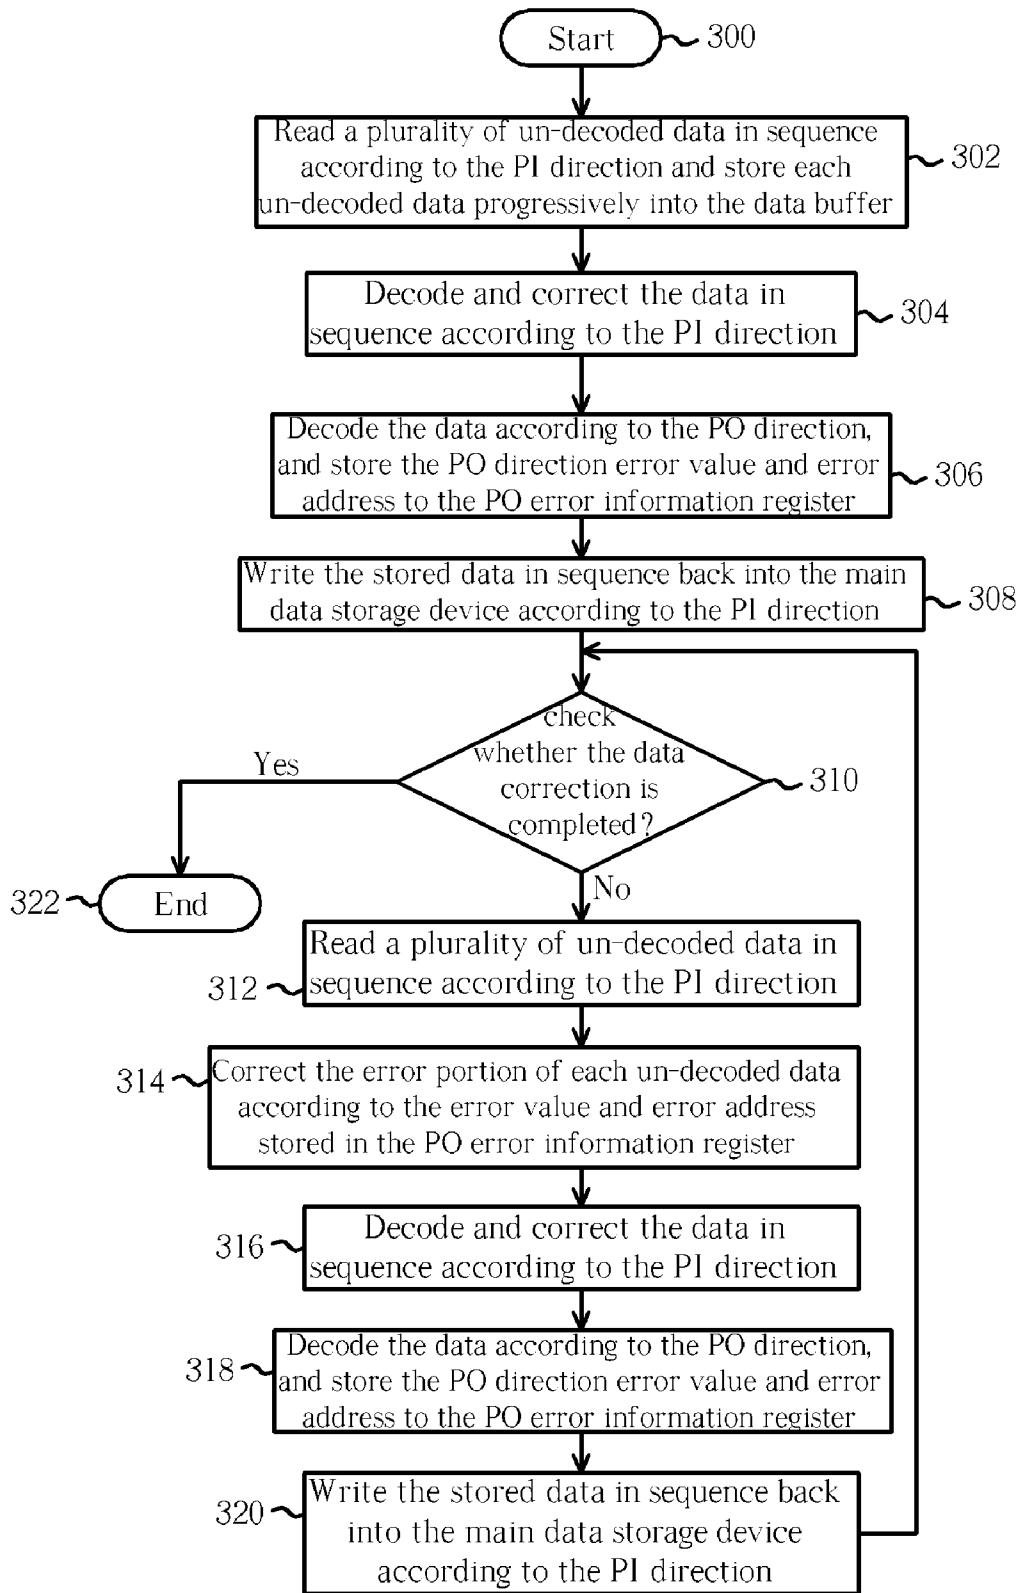 Start
300
Read a plurality of un-decoded data in sequence
according to the PI direction and store each
un-decoded data progressively into the data buffer
302
Decode and correct the data in
sequence according to the PI direction
304
Decode the data according to the PO direction,
and store the PO direction error value and error
address to the PO error information register
306
Write the stored data in sequence back into the main
data storage device according to the PI direction
308
check
whether the data
correction is
completed?
310
Yes
End
322
No
Read a plurality of un-decoded data in
sequence according to the PI direction
312
Correct the error portion of each un-decoded data
according to the error value and error address
stored in the PO error information register
314
Decode and correct the data in
sequence according to the PI direction
316
Decode the data according to the PO direction,
and store the PO direction error value and error
address to the PO error information register
318
Write the stored data in sequence back
into the main data storage device
according to the PI direction
320